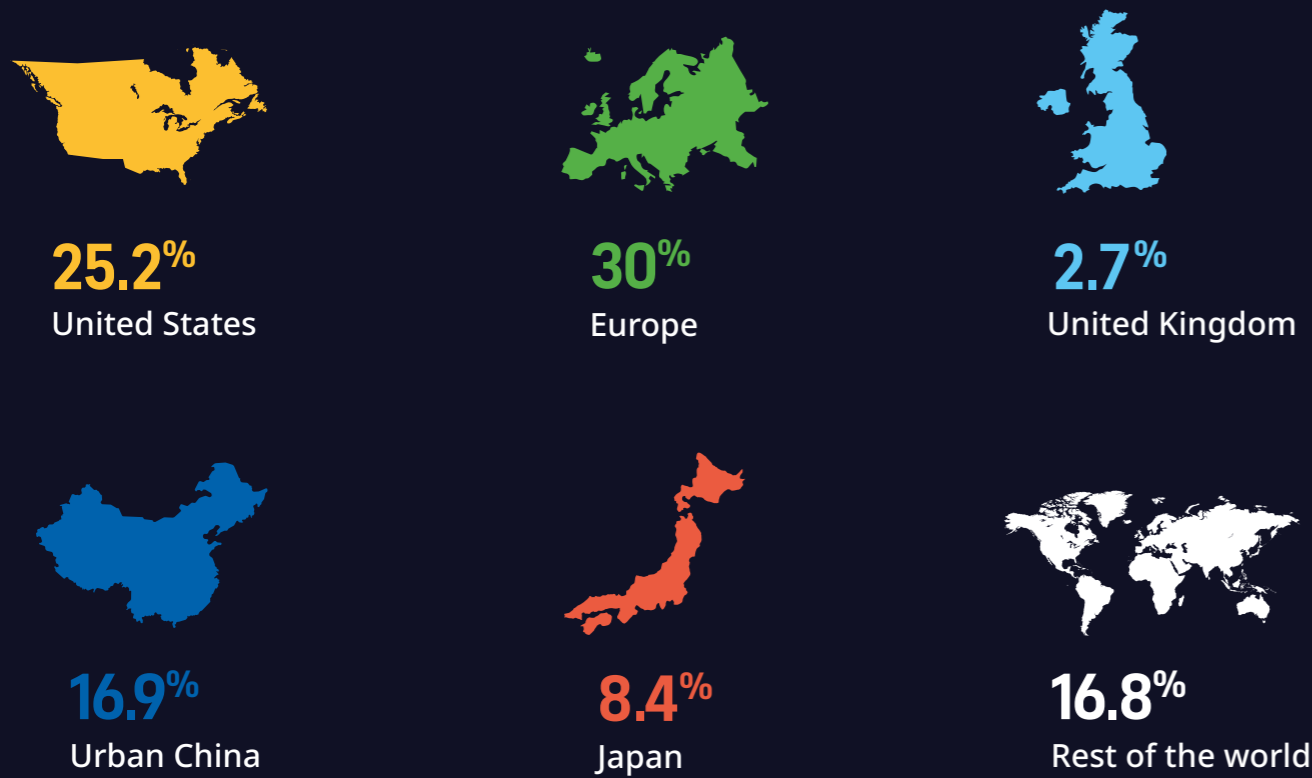 25.2%
United States
30%
Europe
2.7%
United Kingdom
16.9%
Urban China
8.4%
Japan
16.8%
Rest of the world